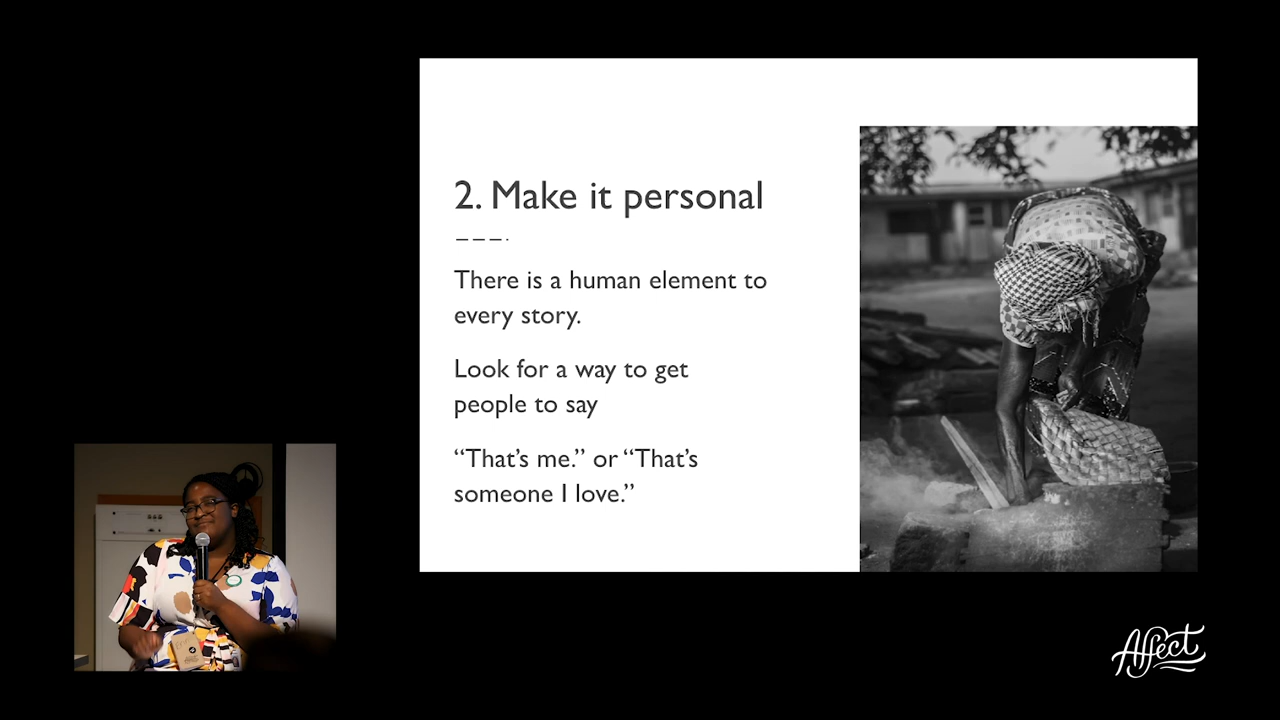 2. Make it personal
There is a human element to
every story.
Look for a way to get
people to say
“That’s me.” or “That’s
someone I love.”
Affect